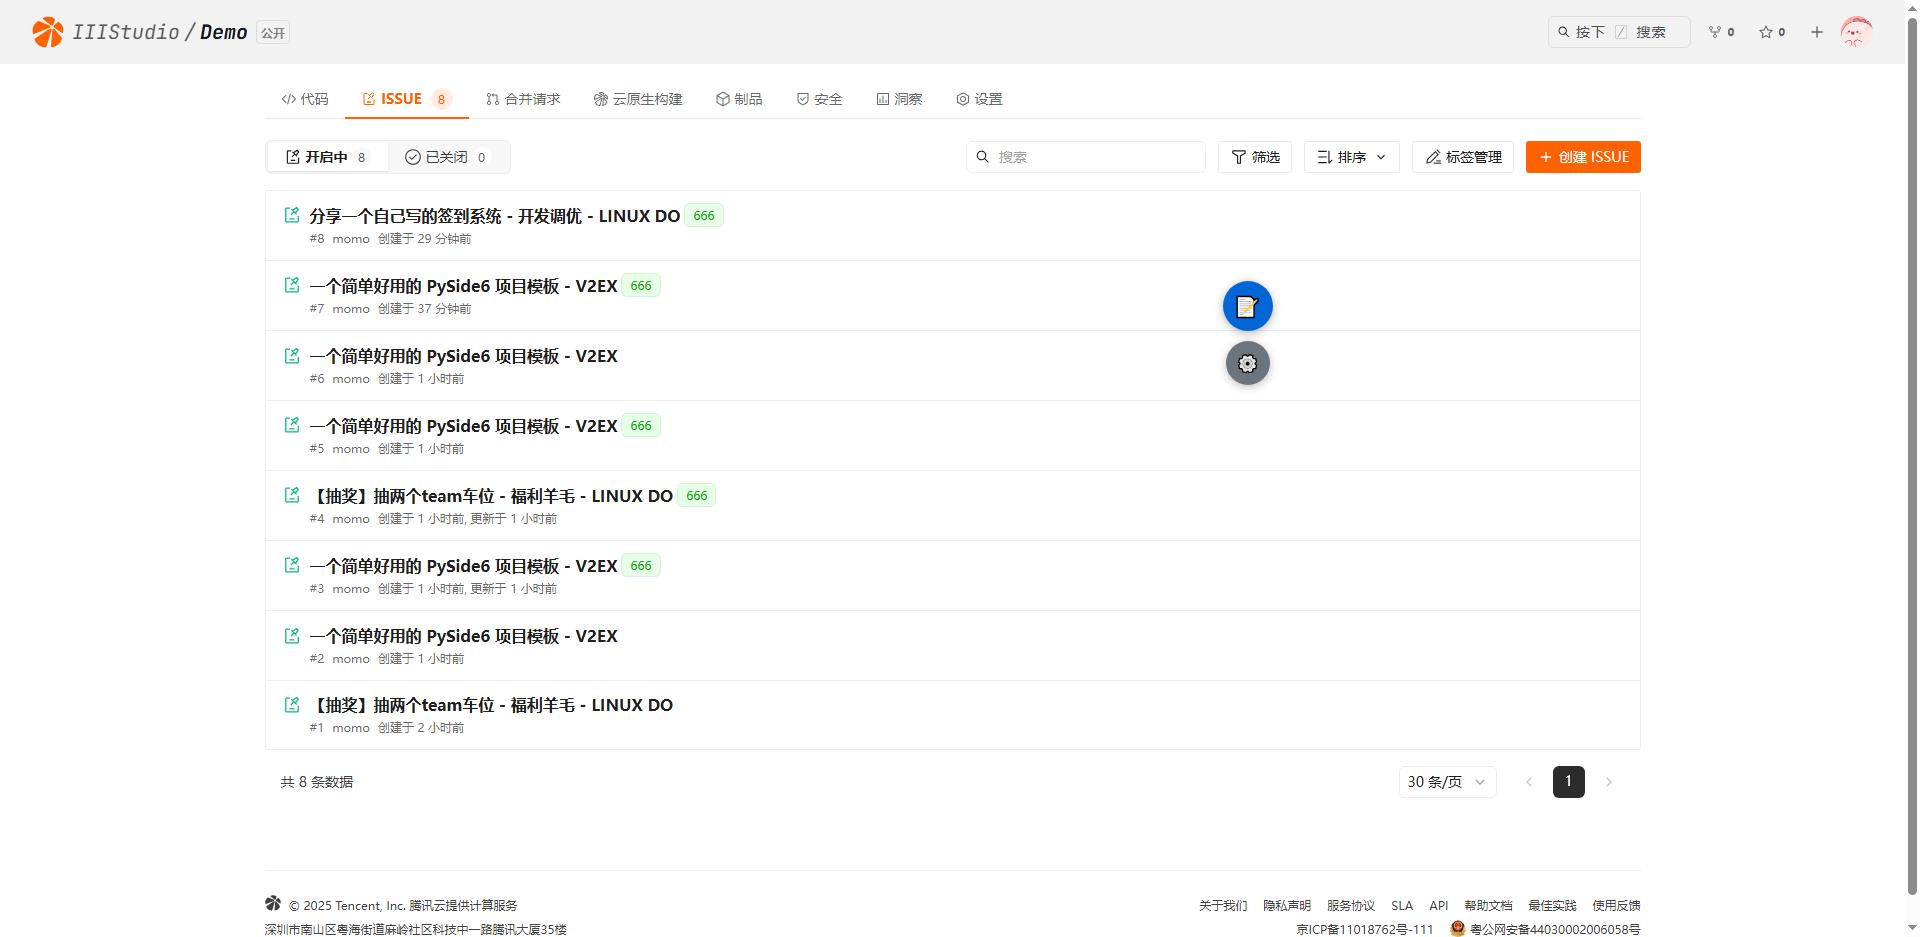 IIIStudio / Demo 公开
按下 / 搜索
0
0
代码
ISSUE 8
合并请求
云原生构建
制品
安全
洞察
设置
开启中 8
已关闭 0
搜索
筛选
排序
标签管理
创建 ISSUE
分享一个自己写的签到系统 - 开发调优 - LINUX DO 666
#8 momo 创建于 29 分钟前
一个简单好用的 PySide6 项目模板 - V2EX 666
#7 momo 创建于 37 分钟前
一个简单好用的 PySide6 项目模板 - V2EX
#6 momo 创建于 1 小时前
一个简单好用的 PySide6 项目模板 - V2EX 666
#5 momo 创建于 1 小时前
【抽奖】抽两个team车位 - 福利羊毛 - LINUX DO 666
#4 momo 创建于 1 小时前, 更新于 1 小时前
一个简单好用的 PySide6 项目模板 - V2EX 666
#3 momo 创建于 1 小时前, 更新于 1 小时前
一个简单好用的 PySide6 项目模板 - V2EX
#2 momo 创建于 1 小时前
【抽奖】抽两个team车位 - 福利羊毛 - LINUX DO
#1 momo 创建于 2 小时前
共 8 条数据
30 条/页
1
© 2025 Tencent, Inc. 腾讯云提供计算服务
深圳市南山区粤海街道麻岭社区科技中一路腾讯大厦35楼
关于我们 隐私声明 服务协议 SLA API 帮助文档 最佳实践 使用反馈
京ICP备11018762号-111 粤公网安备44030002006058号